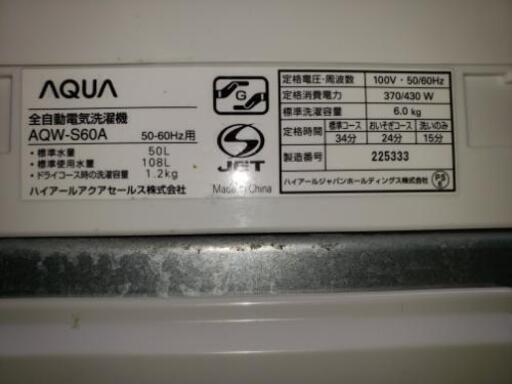 AQUA
全自動電気洗濯機
AQW-S60A 50-60Hz用
・標準水量 50L
・標準使用水量 108L
・ドライコース時の洗濯容量 1.2kg
ハイアールアクアセールス株式会社
G
S
JET
Made in China
定格電圧・周波数 100V・50/60Hz
定格消費電力 370/430 W
標準洗濯容量 6.0 kg
定格時間 標準コース おいそぎコース 洗いのみ
34分 24分 15分
製造番号 225333
ハイアールジャパンホールディングス株式会社
PS
E